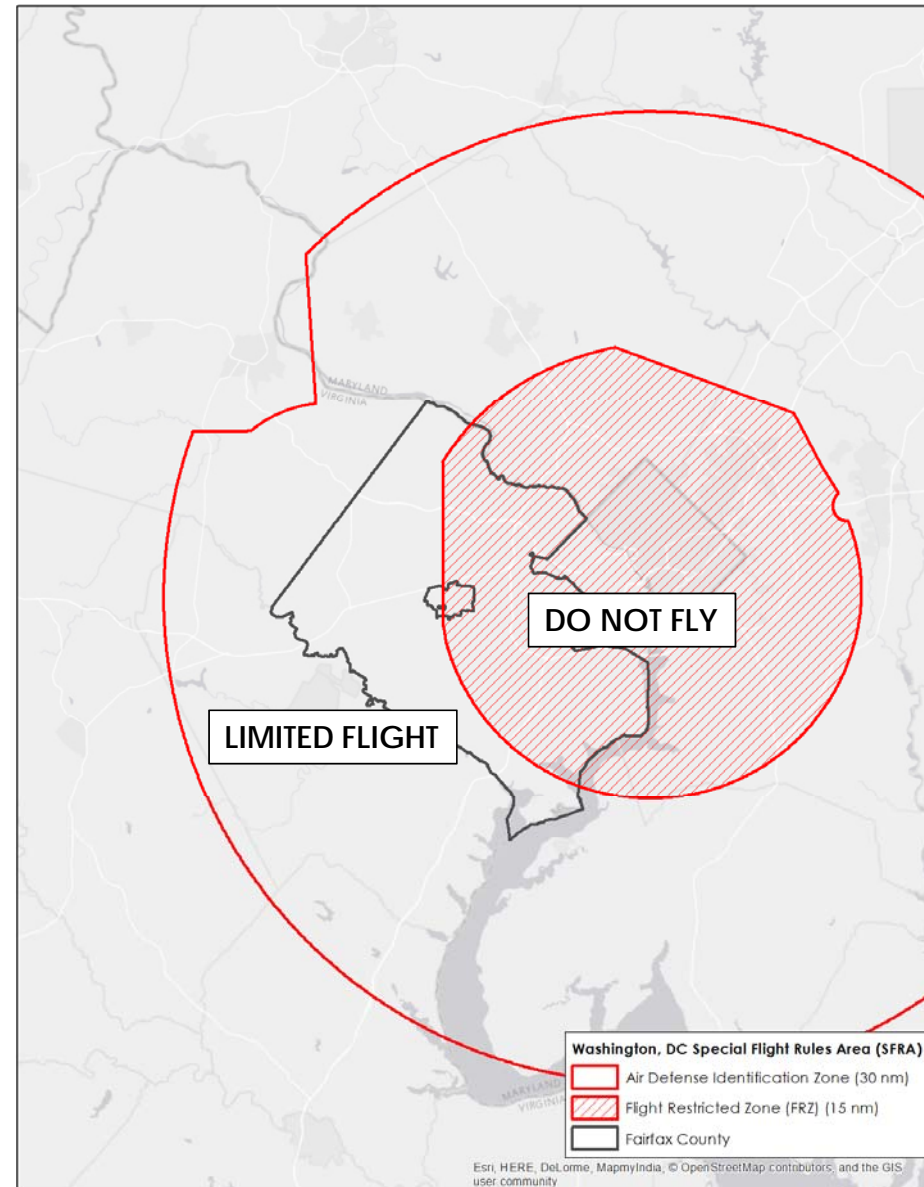 MARYLAND
VIRGINIA
DO NOT FLY
LIMITED FLIGHT
Washington, DC Special Flight Rules Area (SFRA)
Air Defense Identification Zone (30 nm)
Flight Restricted Zone (FRZ) (15 nm)
Fairfax County
MARYLAND
VIRGINIA
Esri, HERE, DeLorme, MapmyIndia, © OpenStreetMap contributors, and the GIS
user community